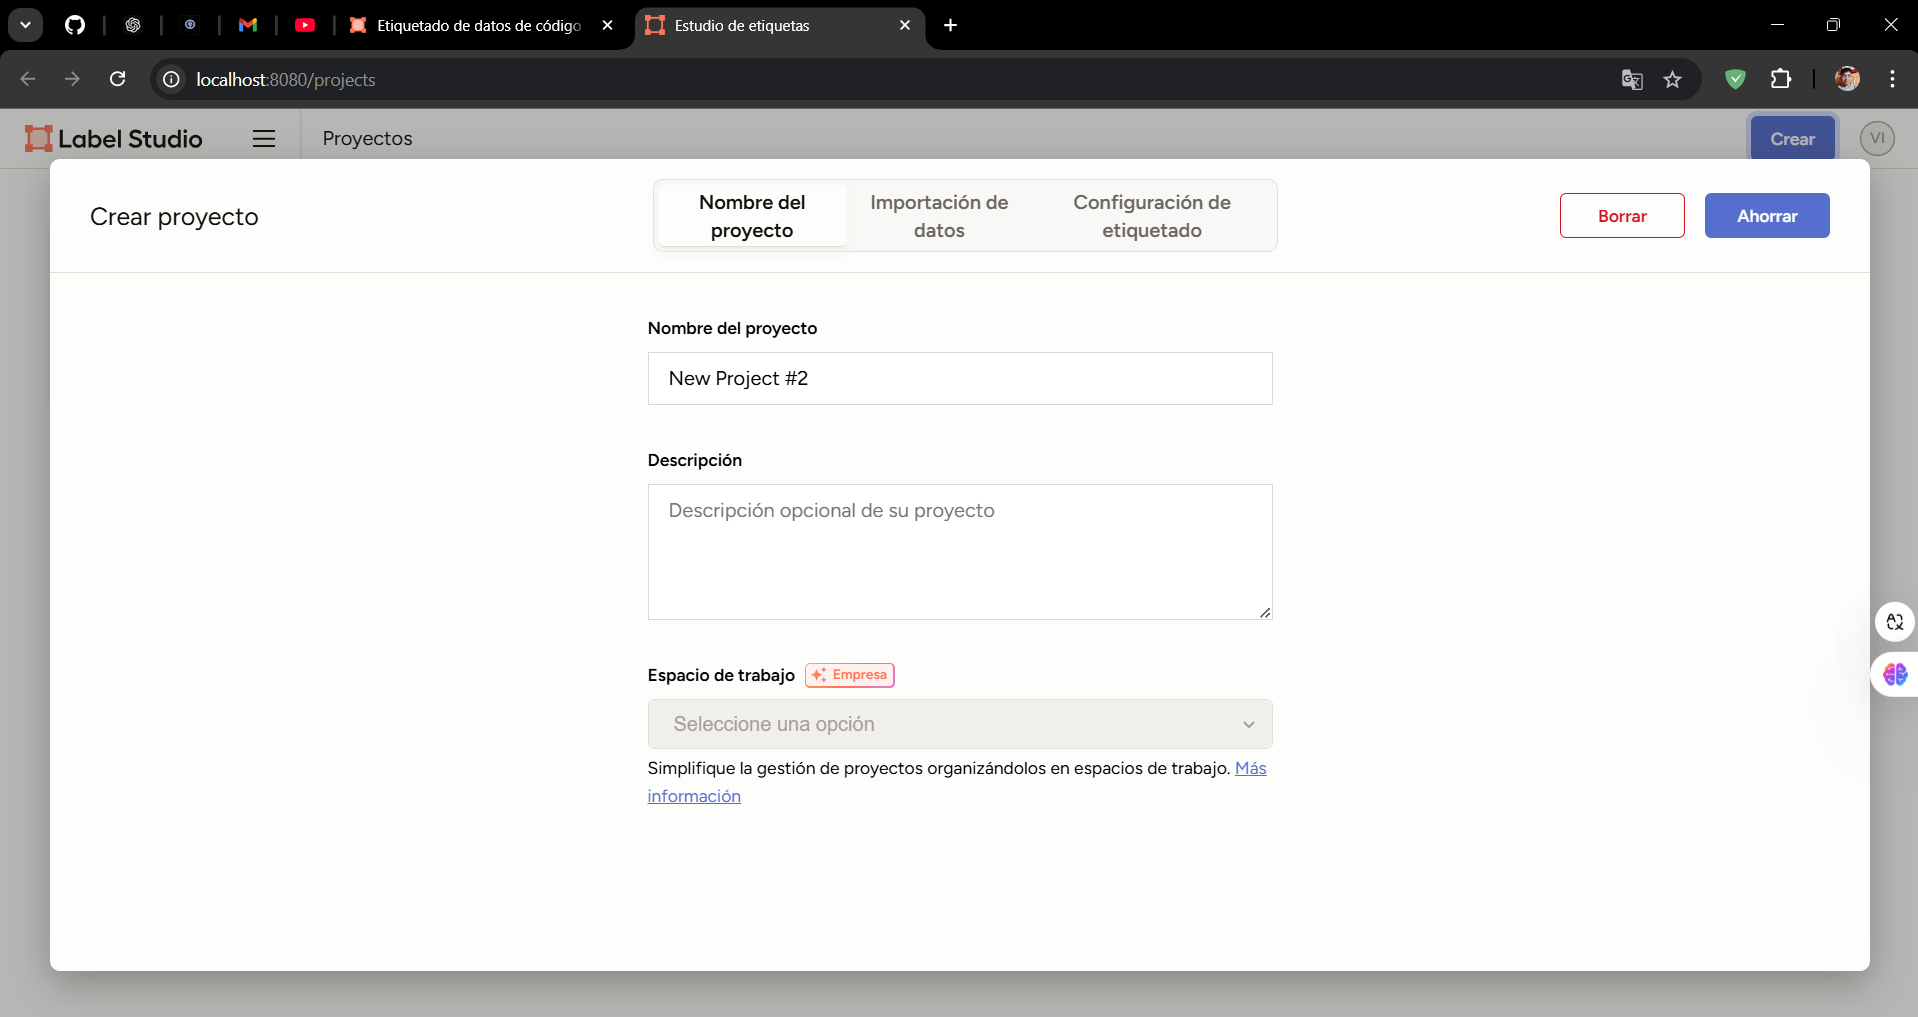 Etiquetado de datos de código
Estudio de etiquetas
localhost:8080/projects
Label Studio
Proyectos
Crear
VI
Crear proyecto
Nombre del
proyecto
Importación de
datos
Configuración de
etiquetado
Borrar
Ahorrar
Nombre del proyecto
New Project #2
Descripción
Descripción opcional de su proyecto
Espacio de trabajo
Empresa
Seleccione una opción
Simplifique la gestión de proyectos organizándolos en espacios de trabajo. Más
información